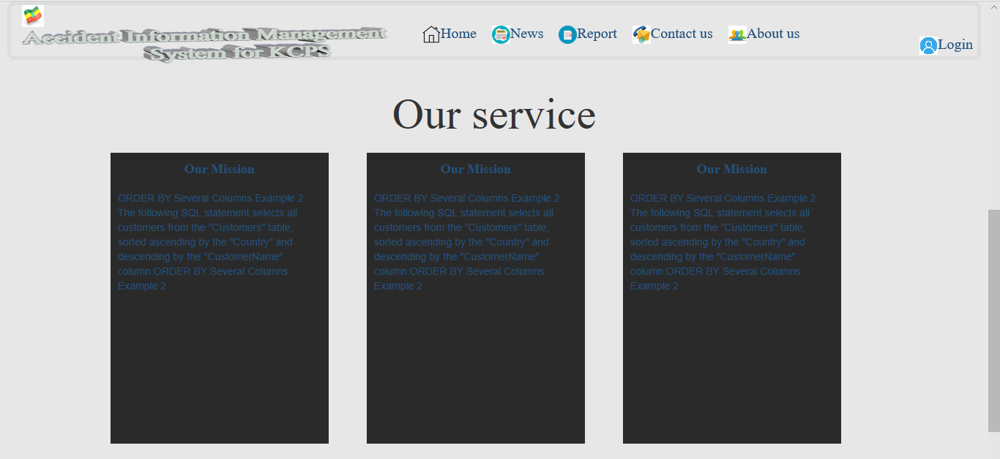 Accident Information Management
System for KCPS
Home
News
Report
Contact us
About us
Login
Our service
Our Mission
ORDER BY Several Columns Example 2
The following SQL statement selects all
customers from the "Customers" table,
sorted ascending by the "Country" and
descending by the "CustomerName"
column:ORDER BY Several Columns
Example 2
Our Mission
ORDER BY Several Columns Example 2
The following SQL statement selects all
customers from the "Customers" table,
sorted ascending by the "Country" and
descending by the "CustomerName"
column:ORDER BY Several Columns
Example 2
Our Mission
ORDER BY Several Columns Example 2
The following SQL statement selects all
customers from the "Customers" table,
sorted ascending by the "Country" and
descending by the "CustomerName"
column:ORDER BY Several Columns
Example 2